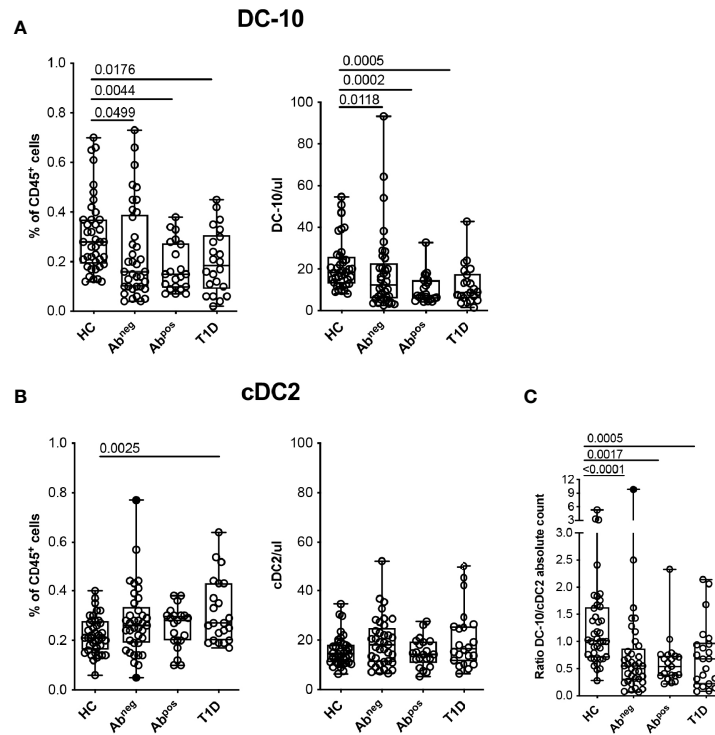 A
DC-10
0.0176
0.0044
0.0499
1.0
0.8
0.6
0.4
0.2
0.0
% of CD45⁺ cells
HC
Abⁿᵉᵍ
Abᵖᵒˢ
T1D
0.0005
0.0002
0.0118
100
80
60
40
20
0
DC-10/ul
HC
Abⁿᵉᵍ
Abᵖᵒˢ
T1D
B
cDC2
0.0025
1.0
0.8
0.6
0.4
0.2
0.0
% of CD45⁺ cells
HC
Abⁿᵉᵍ
Abᵖᵒˢ
T1D
100
80
60
40
20
0
cDC2/ul
HC
Abⁿᵉᵍ
Abᵖᵒˢ
T1D
C
0.0005
0.0017
<0.0001
12
9
6
3
3.0
2.5
2.0
1.5
1.0
0.5
0.0
Ratio DC-10/cDC2 absolute count
HC
Abⁿᵉᵍ
Abᵖᵒˢ
T1D